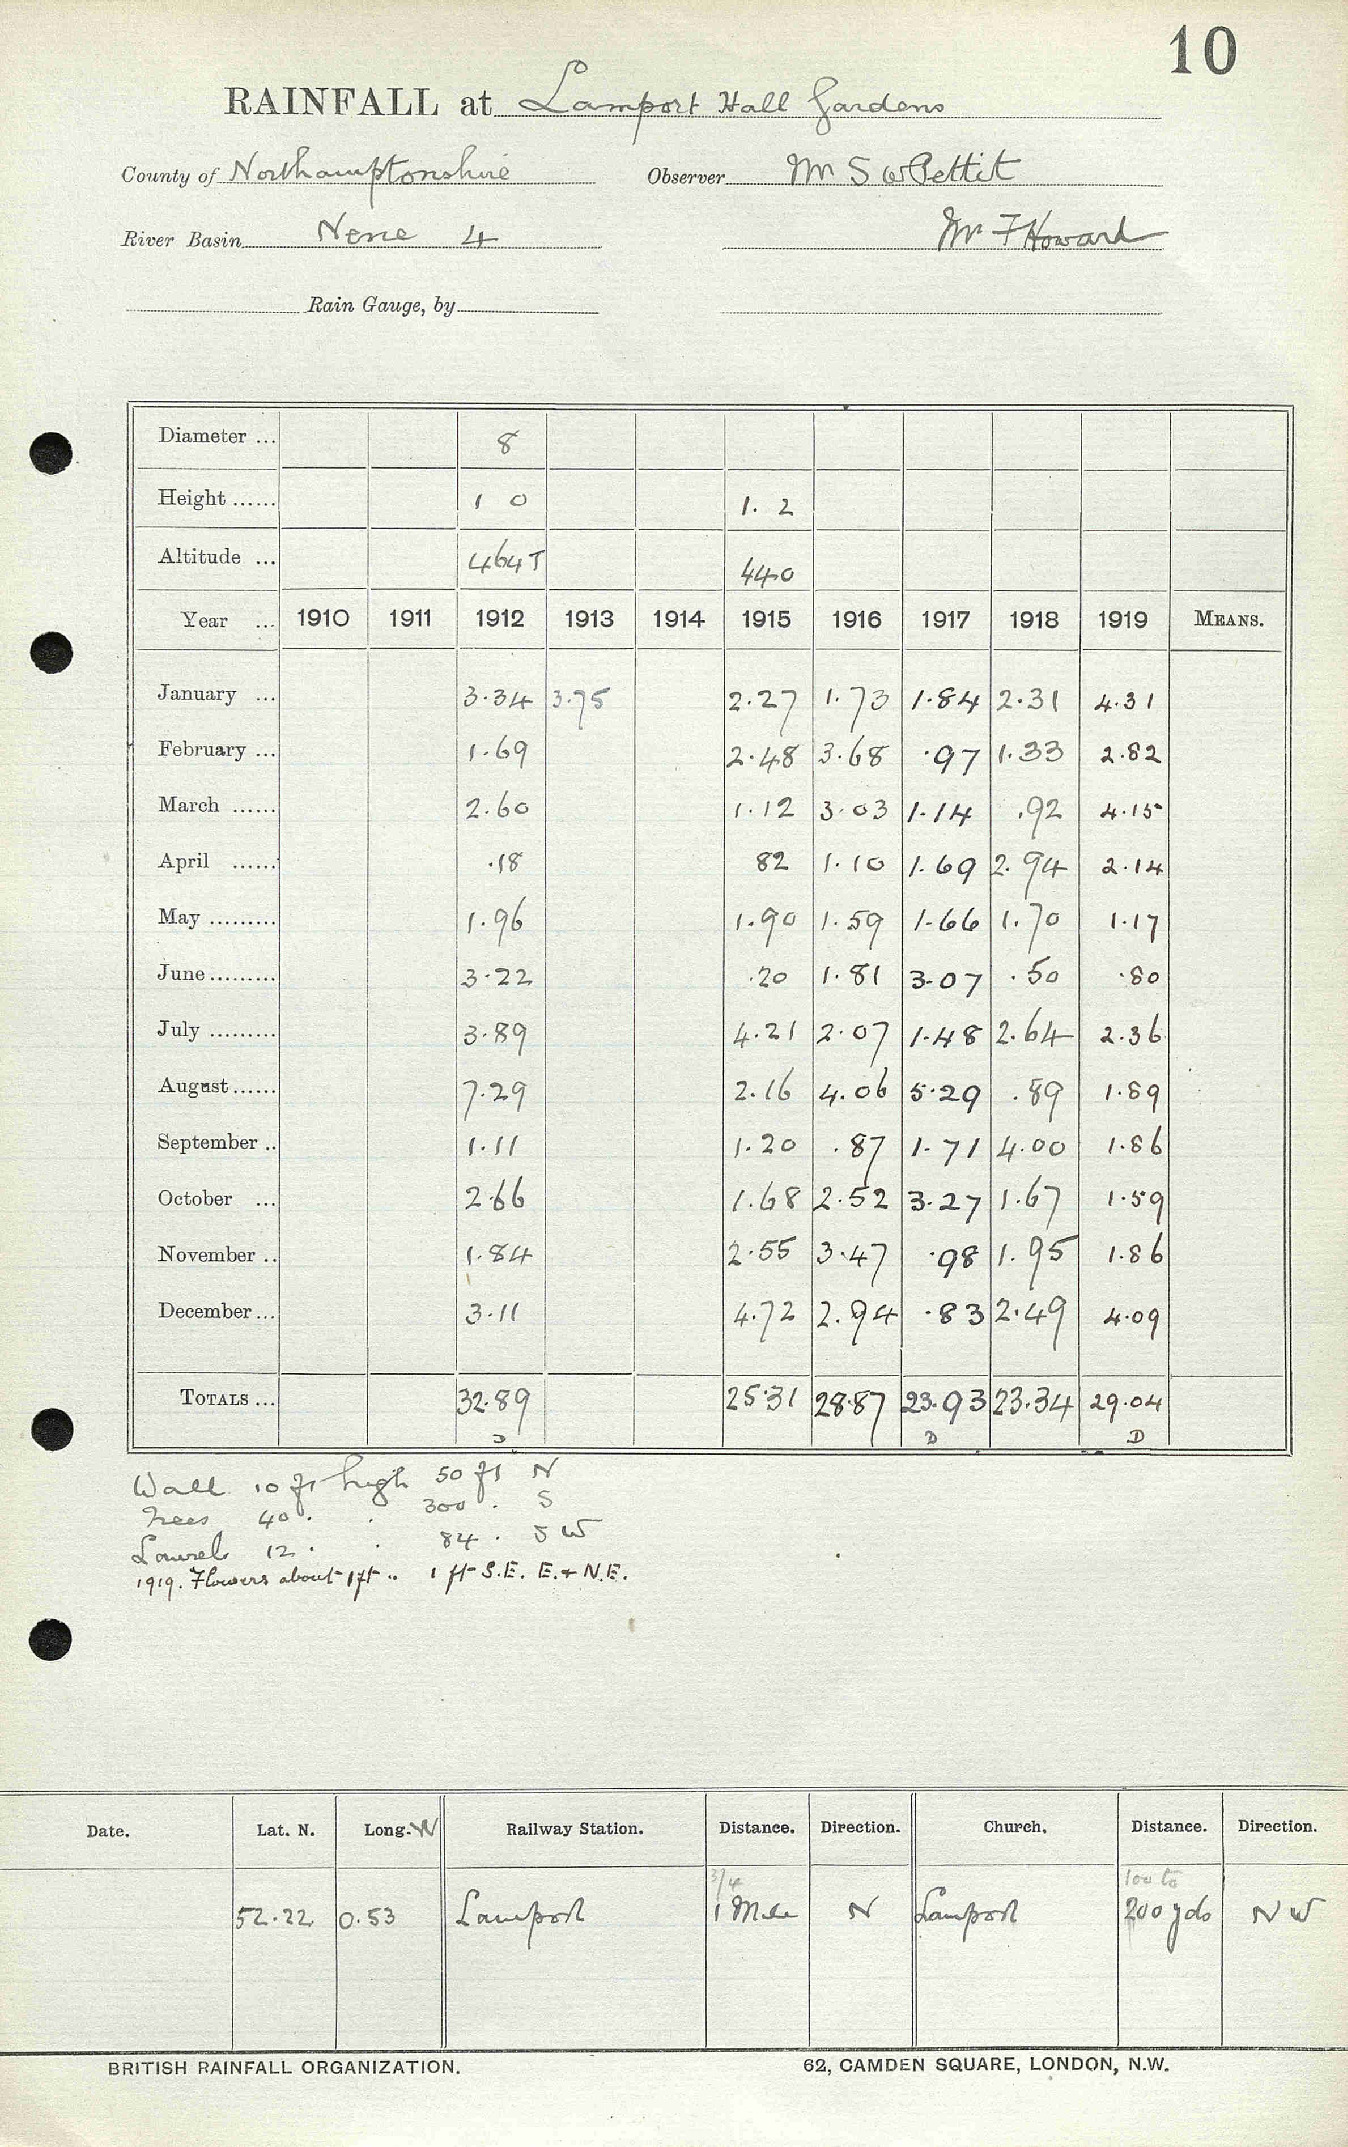 10
RAINFALL at Lamport Hall Gardens
County of Northamptonshire Observer Mr S W Pettit
River Basin Nene 4 Mr F Howard
Rain Gauge, by
Diameter ... 8
Height ...... 1 0 1. 2
Altitude ... 464T 440
Year ... 1910 1911 1912 1913 1914 1915 1916 1917 1918 1919 MEANS.
January ... 3.34 3.75 2.27 1.73 1.84 2.31 4.31
February ... 1.69 2.48 3.68 .97 1.33 2.82
March ...... 2.60 1.12 3.03 1.14 .92 4.15
April ...... .18 82 1.10 1.69 2.94 2.14
May ......... 1.96 1.90 1.59 1.66 1.70 1.17
June ......... 3.22 .20 1.81 3.07 .50 .80
July ......... 3.89 4.21 2.07 1.48 2.64 2.36
August ...... 7.29 2.16 4.06 5.29 .89 1.89
September .. 1.11 1.20 .87 1.71 4.00 1.86
October ... 2.66 1.68 2.52 3.27 1.67 1.59
November .. 1.84 2.55 3.47 .98 1.95 1.86
December ... 3.11 4.72 2.94 .83 2.49 4.09
TOTALS ... 32.89 25.31 28.87 23.93 23.34 29.04
D D D
Wall 10 ft high 50 ft N
Trees 40 . . 300 . S
Laurels 12 . . 84 . S W
1919. Flowers about 1 ft .. 1 ft S.E. E. + N.E.
Date. Lat. N. Long. W Railway Station. Distance. Direction. Church. Distance. Direction.
3/4 100 to
52.22 0.53 Lamport 1 Mile N Lamport 200 yds N W
BRITISH RAINFALL ORGANIZATION. 62, CAMDEN SQUARE, LONDON, N.W.